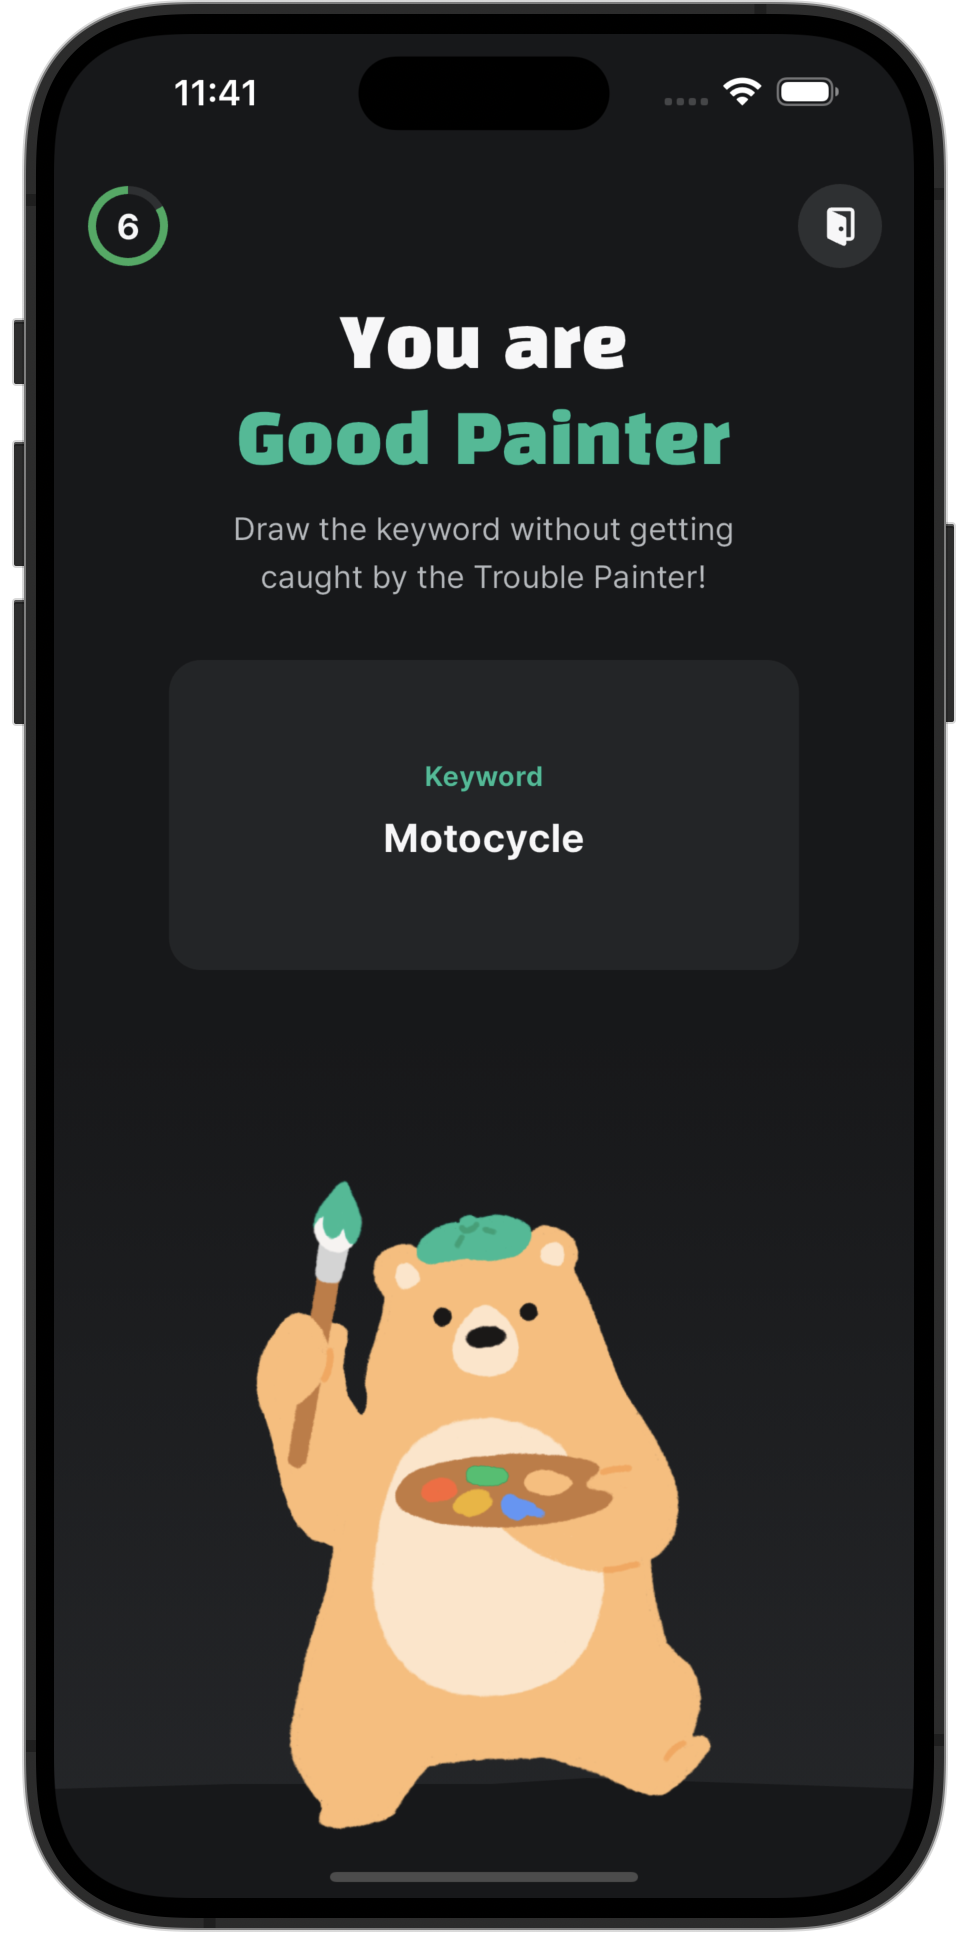 11:41
6
You are
Good Painter
Draw the keyword without getting
caught by the Trouble Painter!
Keyword
Motocycle